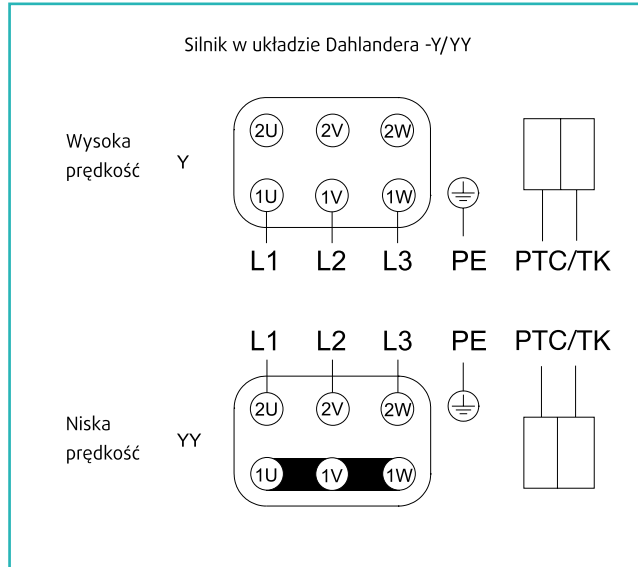 Silnik w układzie Dahlandera -Y/YY
Wysoka
prędkość
Y
2U 2V 2W
1U 1V 1W
L1 L2 L3 PE PTC/TK
L1 L2 L3 PE PTC/TK
Niska
prędkość
YY
2U 2V 2W
1U 1V 1W